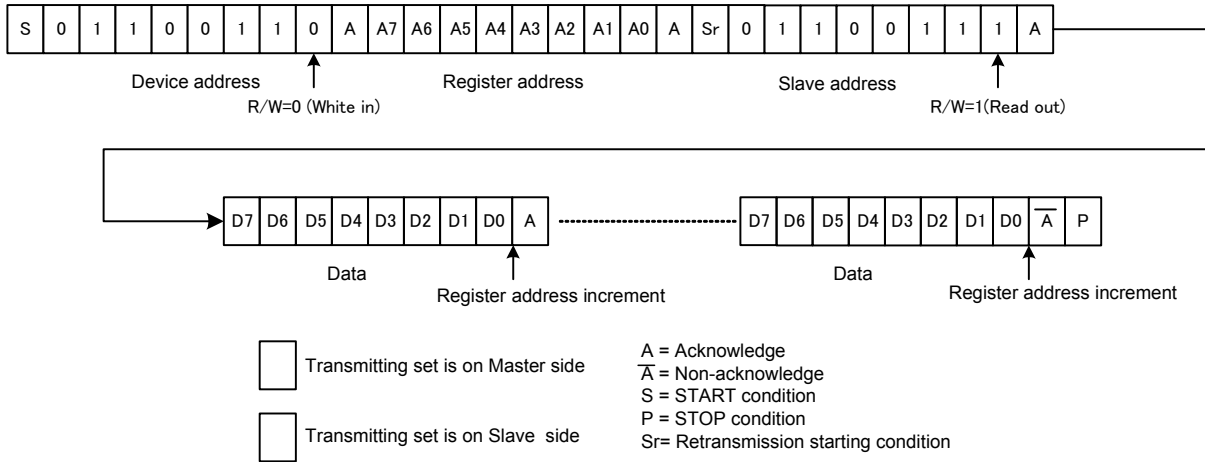 S 0 1 1 0 0 1 1 0 A A7 A6 A5 A4 A3 A2 A1 A0 A Sr 0 1 1 0 0 1 1 1 A
Device address Register address Slave address
R/W=0 (White in) R/W=1(Read out)
D7 D6 D5 D4 D3 D2 D1 D0 A D7 D6 D5 D4 D3 D2 D1 D0 A̅ P
Data Data
Register address increment Register address increment
Transmitting set is on Master side
Transmitting set is on Slave side
A = Acknowledge
A̅ = Non-acknowledge
S = START condition
P = STOP condition
Sr= Retransmission starting condition